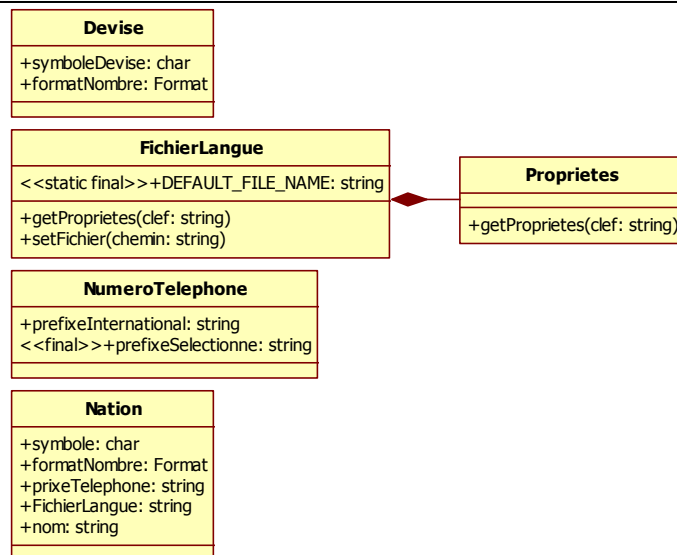 Devise
+symboleDevise: char
+formatNombre: Format
FichierLangue
<<static final>>+DEFAULT_FILE_NAME: string
+getProprietes(clef: string)
+setFichier(chemin: string)
Proprietes
+getProprietes(clef: string)
NumeroTelephone
+prefixeInternational: string
<<final>>+prefixeSelectionne: string
Nation
+symbole: char
+formatNombre: Format
+prixeTelephone: string
+FichierLangue: string
+nom: string